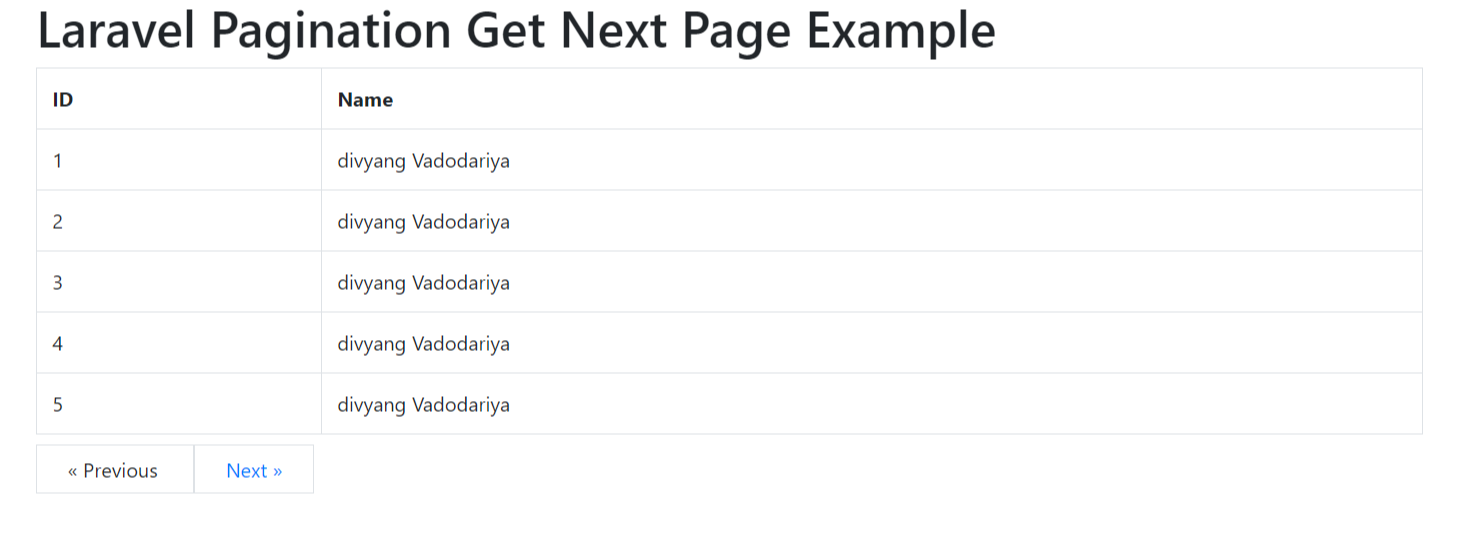 Laravel Pagination Get Next Page Example
ID Name
1 divyang Vadodariya
2 divyang Vadodariya
3 divyang Vadodariya
4 divyang Vadodariya
5 divyang Vadodariya
« Previous Next »